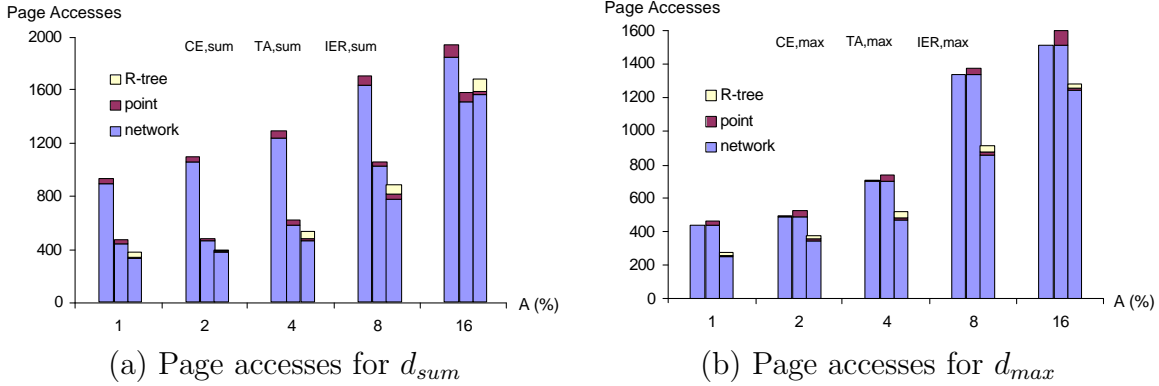 Page Accesses
2000
1600
1200
800
400
0
CE,sum TA,sum IER,sum
R-tree
point
network
1 2 4 8 16
A (%)
(a) Page accesses for d_sum
Page Accesses
1600
1400
1200
1000
800
600
400
200
0
CE,max TA,max IER,max
R-tree
point
network
1 2 4 8 16
A (%)
(b) Page accesses for d_max